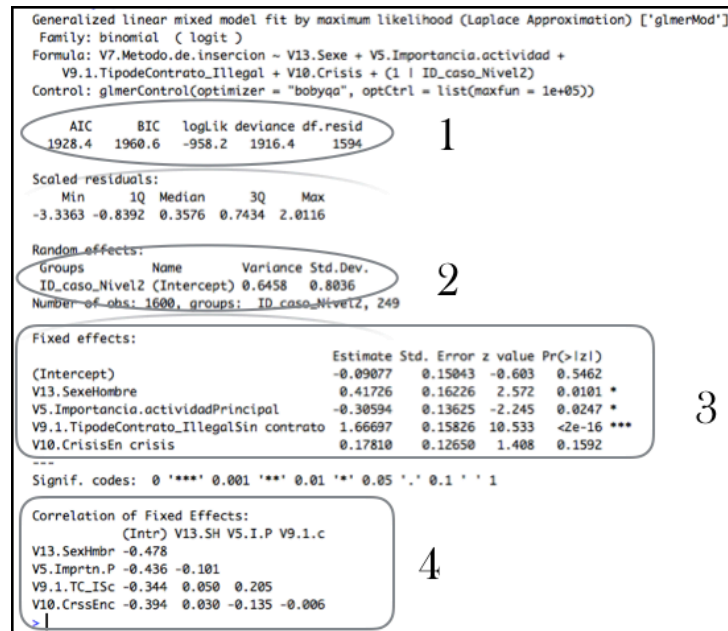 Generalized linear mixed model fit by maximum likelihood (Laplace Approximation) ['glmerMod']
Family: binomial  ( logit )
Formula: V7.Metodo.de.insercion ~ V13.Sexe + V5.Importancia.actividad +
V9.1.TipodeContrato_Illegal + V10.Crisis + (1 | ID_caso_Nivel2)
Control: glmerControl(optimizer = "bobyqa", optCtrl = list(maxfun = 1e+05))
AIC BIC logLik deviance df.resid
1928.4 1960.6 -958.2 1916.4 1594
1
Scaled residuals:
Min 1Q Median 3Q Max
-3.3363 -0.8392 0.3576 0.7434 2.0116
Random effects:
Groups Name Variance Std.Dev.
ID_caso_Nivel2 (Intercept) 0.6458 0.8036
Number of obs: 1600, groups: ID_caso_Nivel2, 249
2
Fixed effects:
Estimate Std. Error z value Pr(>|z|)
(Intercept) -0.09077 0.15043 -0.603 0.5462
V13.SexeHombre 0.41726 0.16226 2.572 0.0101 *
V5.Importancia.actividadPrincipal -0.30594 0.13625 -2.245 0.0247 *
V9.1.TipodeContrato_IllegalSin contrato 1.66697 0.15826 10.533 <2e-16 ***
V10.CrisisEn crisis 0.17810 0.12650 1.408 0.1592
3
---
Signif. codes: 0 '***' 0.001 '**' 0.01 '*' 0.05 '.' 0.1 ' ' 1
Correlation of Fixed Effects:
(Intr) V13.SH V5.I.P V9.1.c
V13.SexHmbr -0.478
V5.Imprtn.P -0.436 -0.101
V9.1.TC_ISc -0.344 0.050 0.205
V10.CrssEnc -0.394 0.030 -0.135 -0.006
4
>